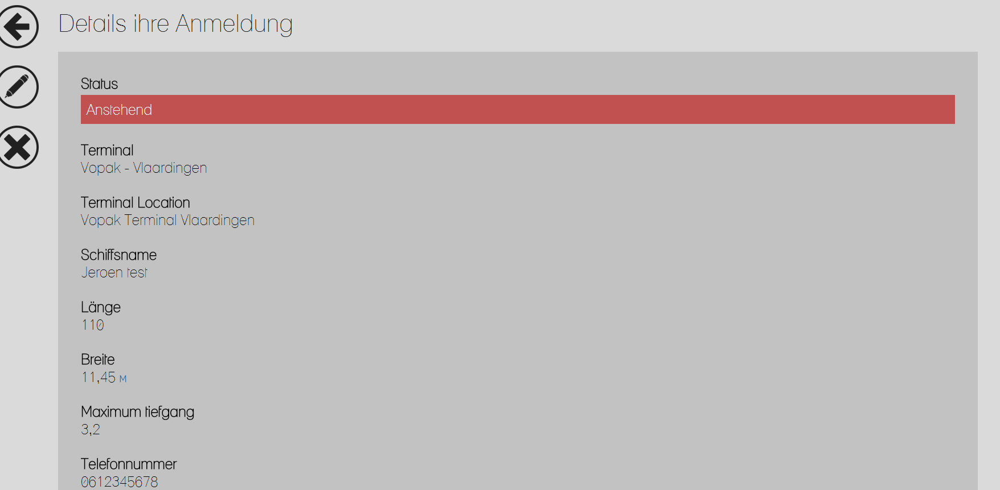 Details ihre Anmeldung
Status
Anstehend
Terminal
Vopak - Vlaardingen
Terminal Location
Vopak Terminal Vlaardingen
Schiffsname
Jeroen test
Länge
110
Breite
11,45 M
Maximum tiefgang
3,2
Telefonnummer
0612345678